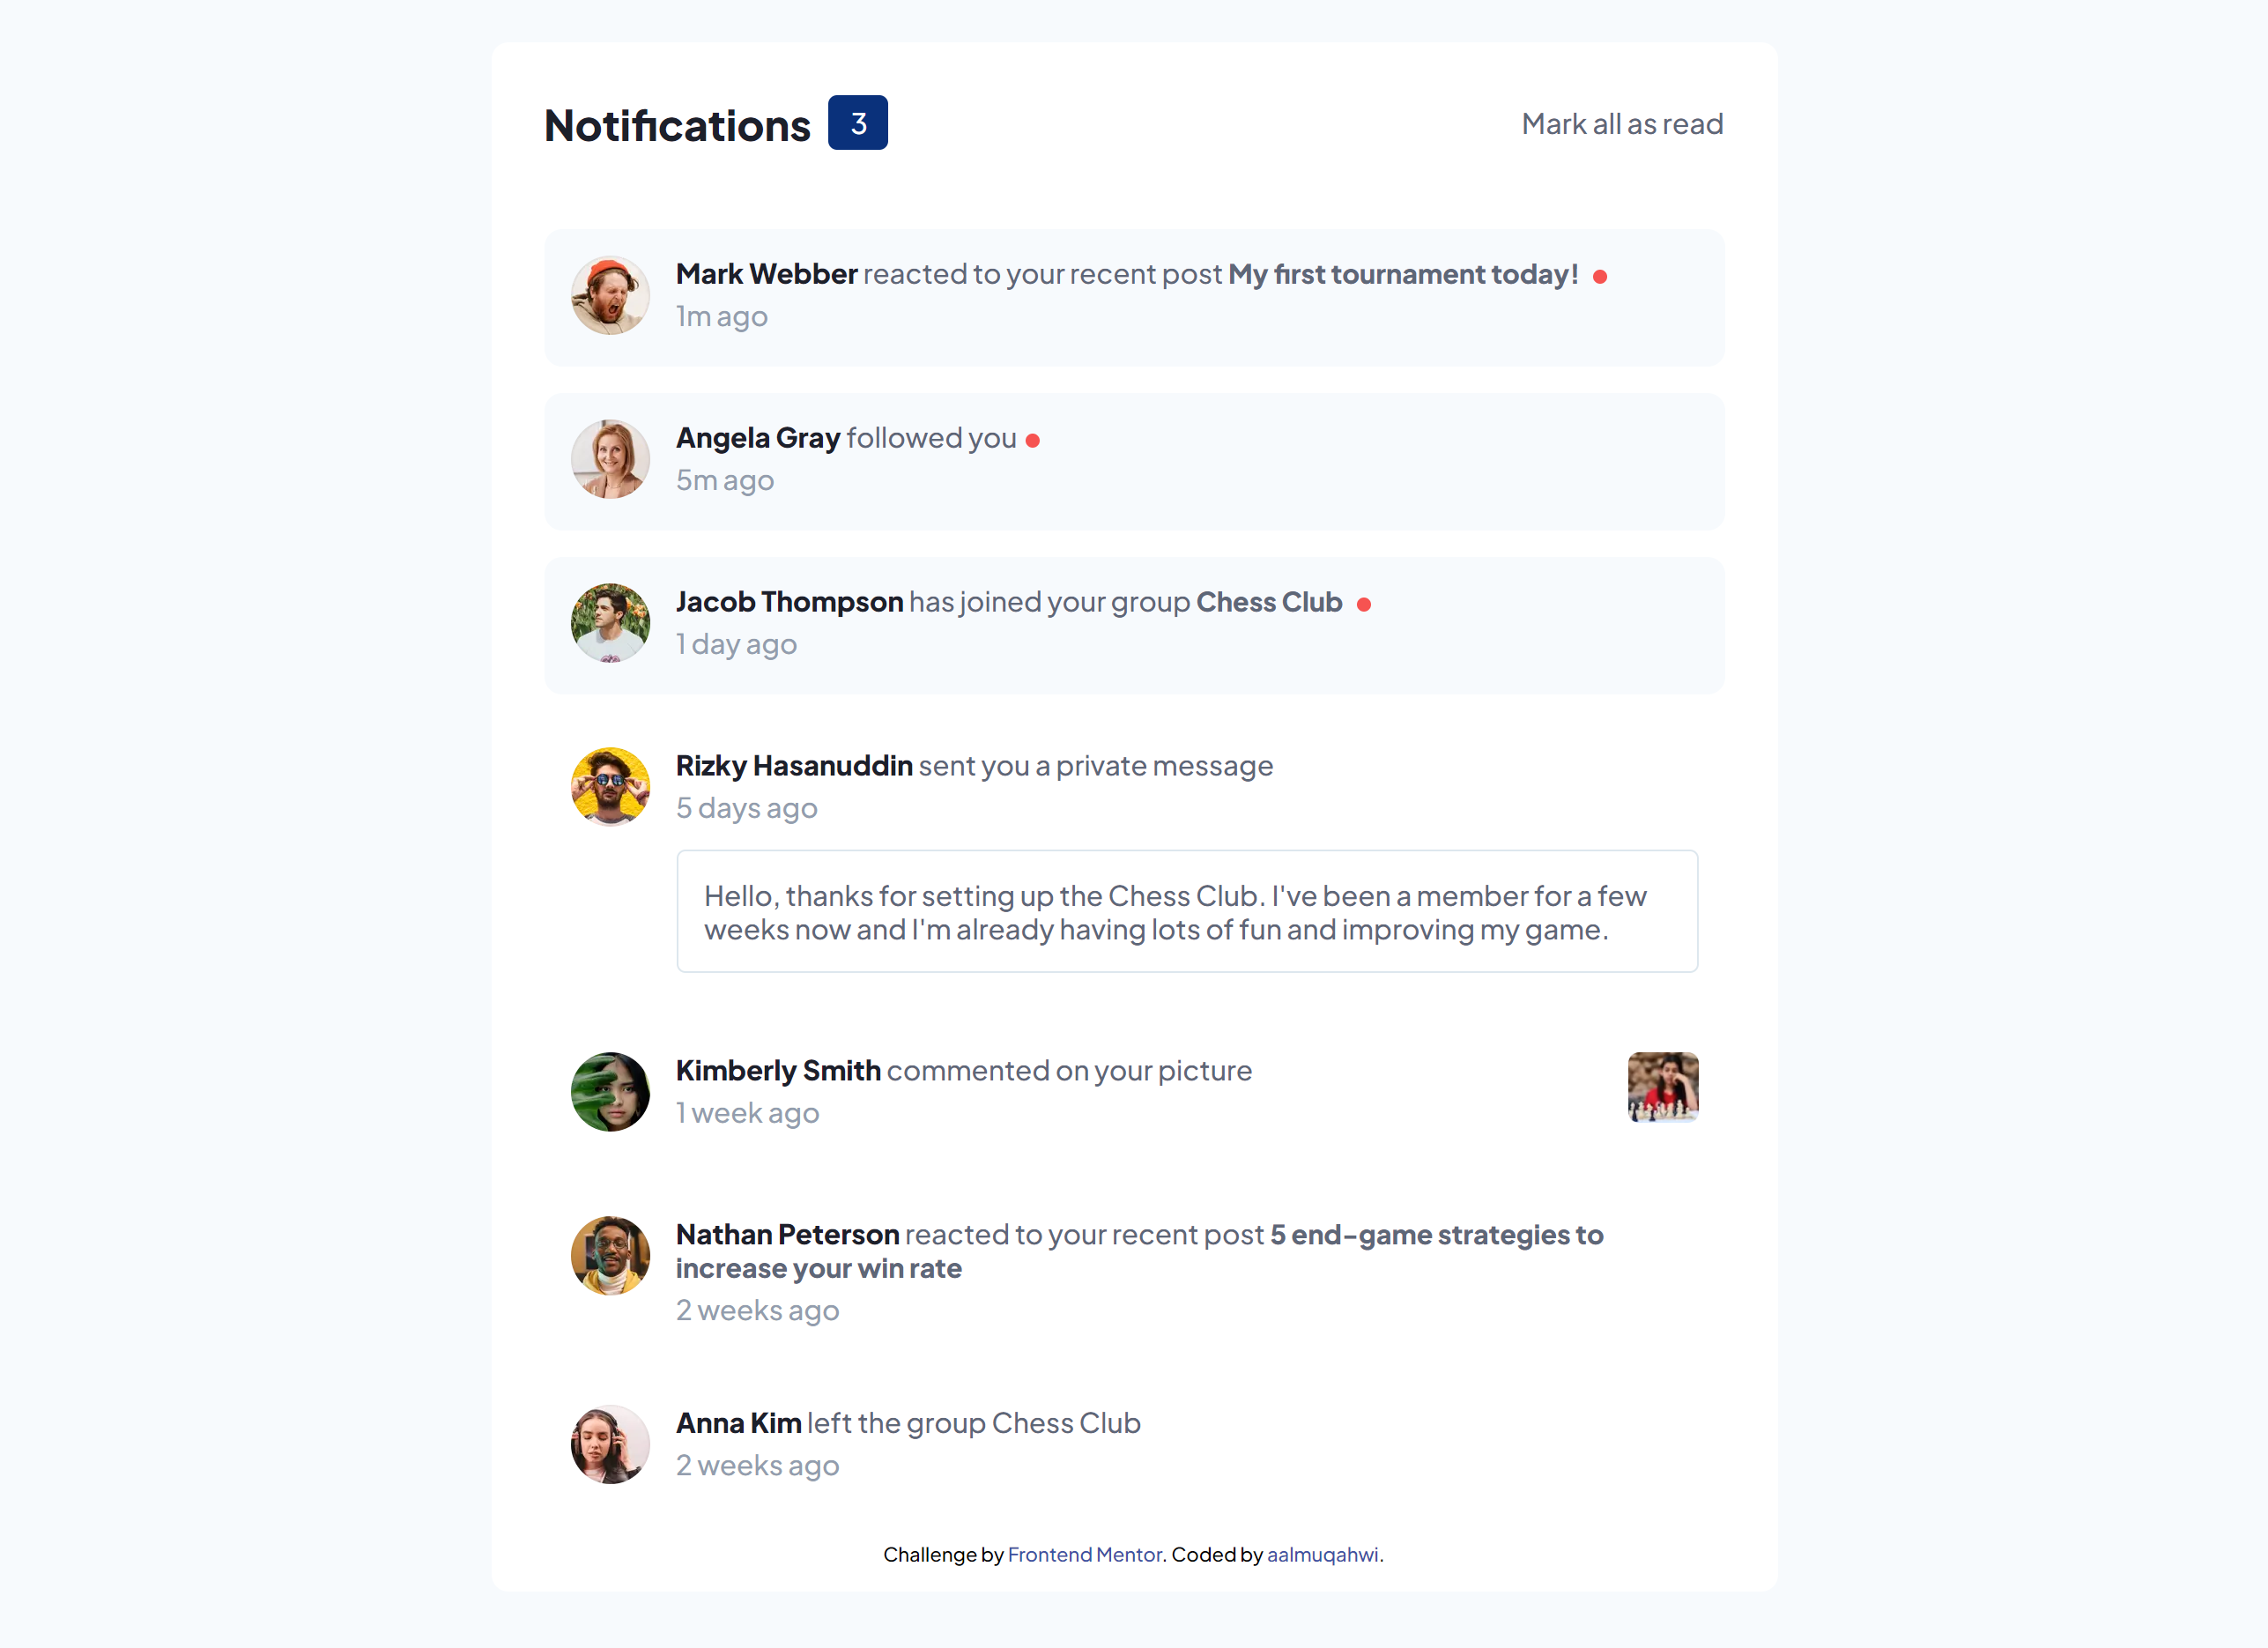 Notifications 3 Mark all as read
Mark Webber reacted to your recent post My first tournament today!
1m ago
Angela Gray followed you
5m ago
Jacob Thompson has joined your group Chess Club
1 day ago
Rizky Hasanuddin sent you a private message
5 days ago
Hello, thanks for setting up the Chess Club. I've been a member for a few
weeks now and I'm already having lots of fun and improving my game.
Kimberly Smith commented on your picture
1 week ago
Nathan Peterson reacted to your recent post 5 end-game strategies to
increase your win rate
2 weeks ago
Anna Kim left the group Chess Club
2 weeks ago
Challenge by Frontend Mentor. Coded by aalmuqahwi.